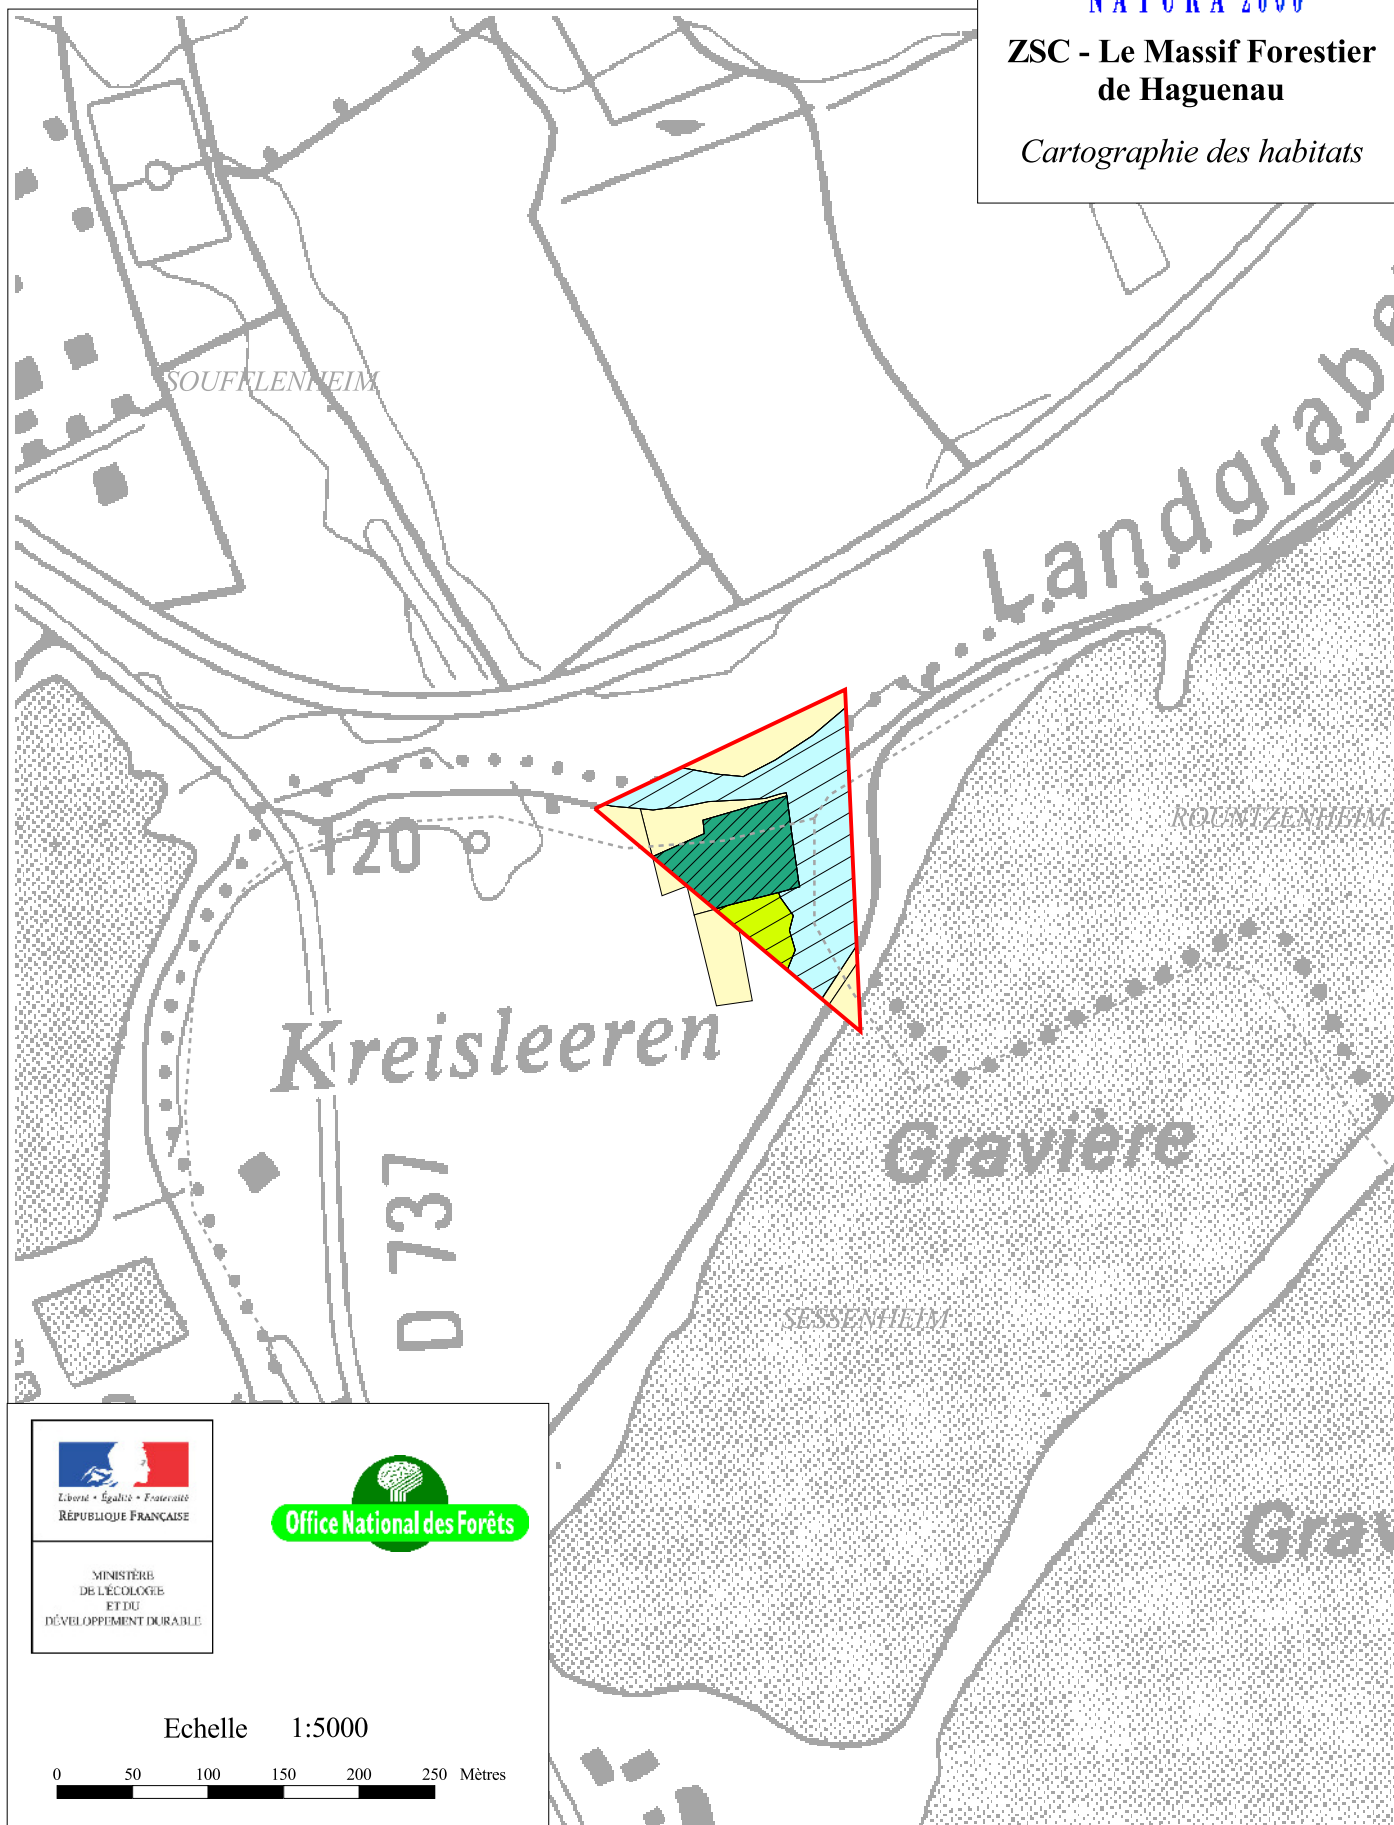 NATURA 2000
ZSC - Le Massif Forestier
de Haguenau
Cartographie des habitats
SOUFFLENHEIM
Landgrabe
ROUNTZENHEIM
120
Kreisleeren
Gravière
D 737
SESSENHEIM
Grav
Liberté • Égalité • Fraternité
RÉPUBLIQUE FRANÇAISE
MINISTÈRE
DE L'ÉCOLOGIE
ET DU
DÉVELOPPEMENT DURABLE
Office National des Forêts
Echelle 1:5000
0 50 100 150 200 250 Mètres